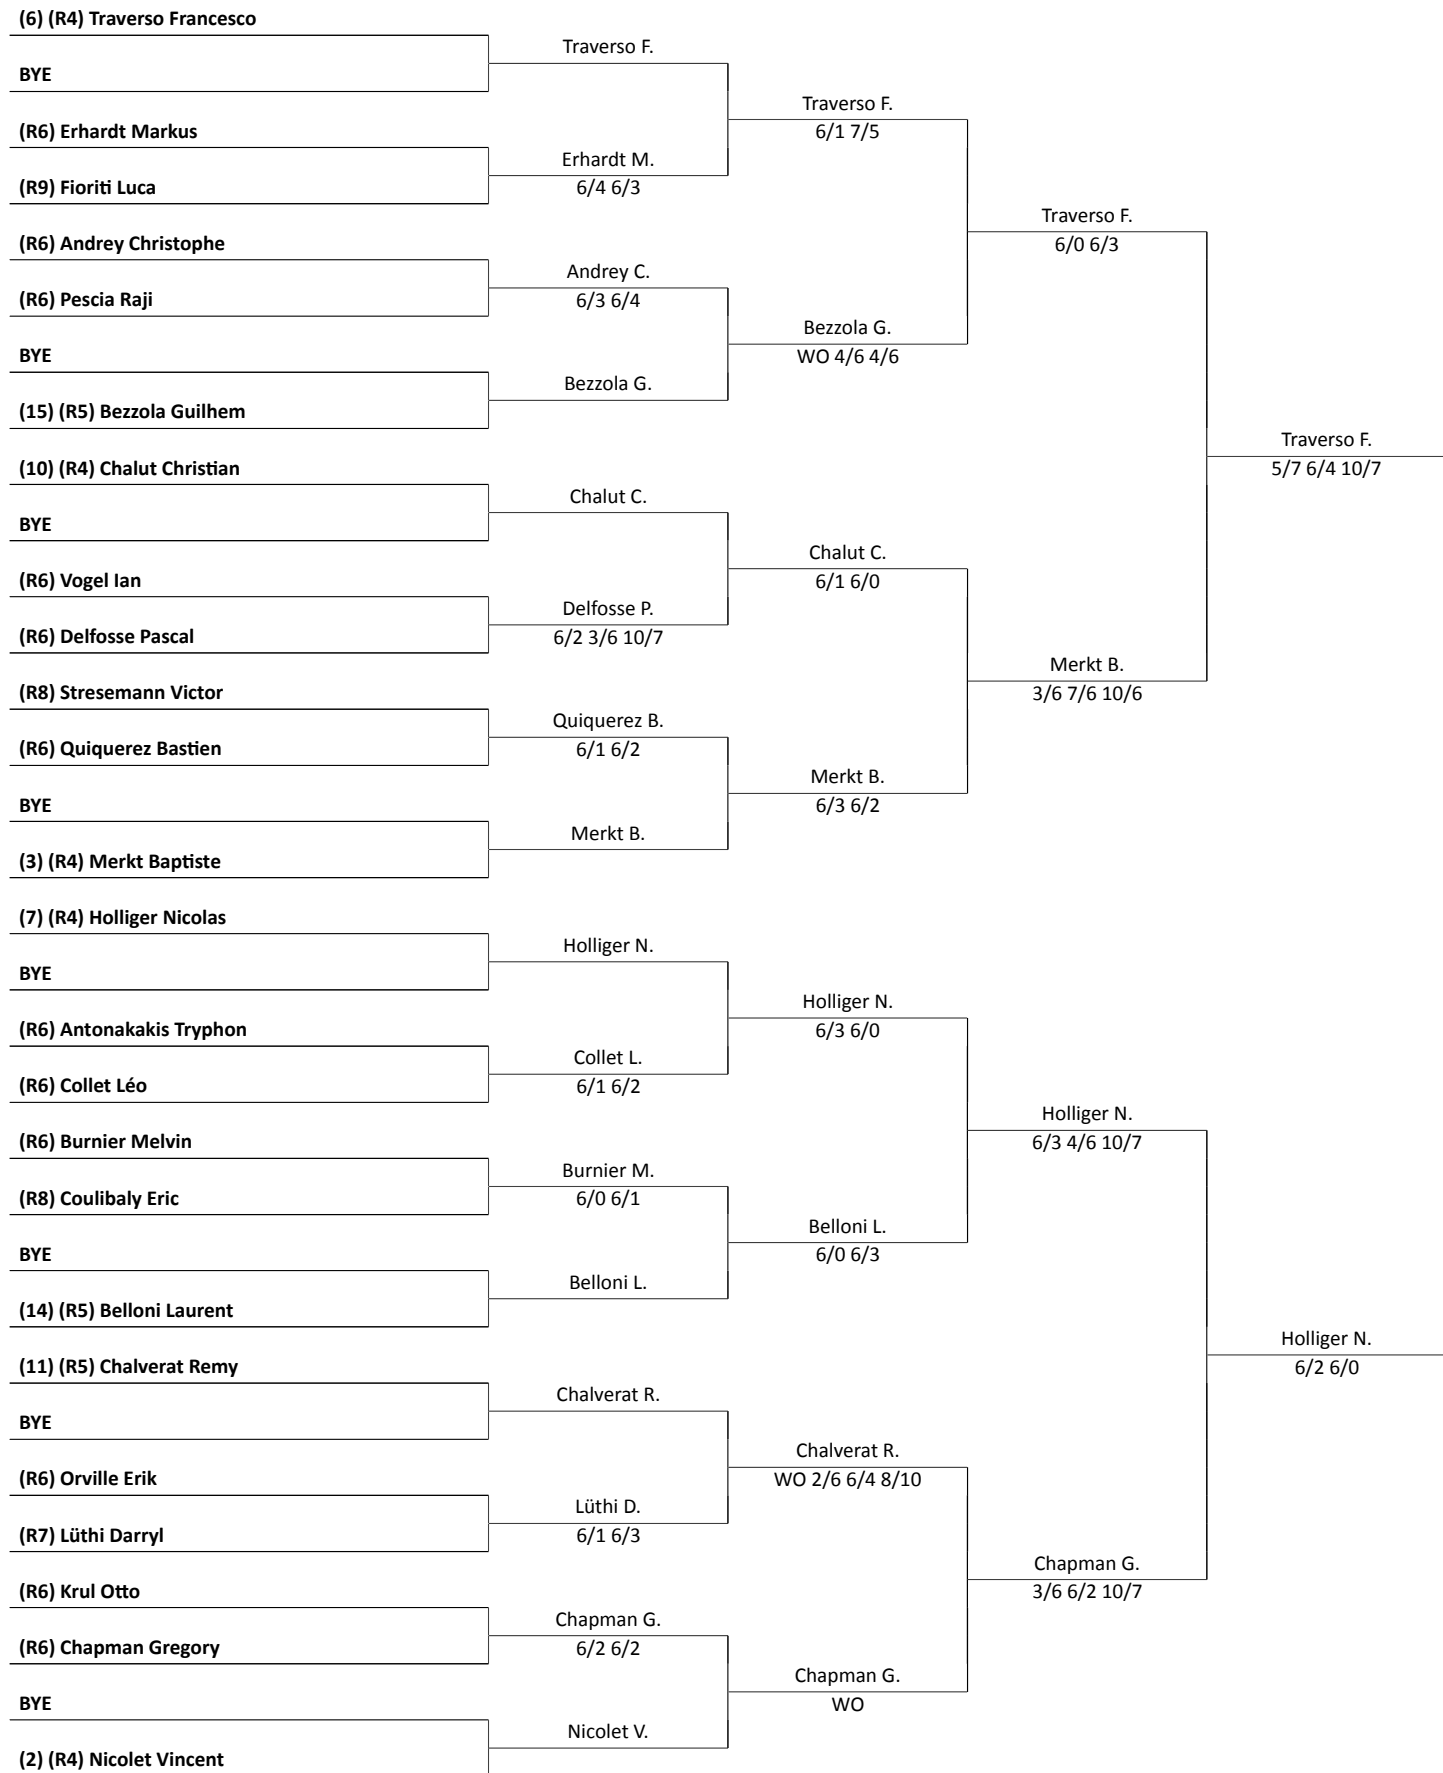 (6) (R4) Traverso Francesco
Traverso F.
BYE
Traverso F.
6/1 7/5
(R6) Erhardt Markus
Erhardt M.
6/4 6/3
(R9) Fioriti Luca
Traverso F.
6/0 6/3
(R6) Andrey Christophe
Andrey C.
6/3 6/4
(R6) Pescia Raji
Bezzola G.
WO 4/6 4/6
BYE
Bezzola G.
(15) (R5) Bezzola Guilhem
Traverso F.
5/7 6/4 10/7
(10) (R4) Chalut Christian
Chalut C.
BYE
Chalut C.
6/1 6/0
(R6) Vogel Ian
Delfosse P.
6/2 3/6 10/7
(R6) Delfosse Pascal
Merkt B.
3/6 7/6 10/6
(R8) Stresemann Victor
Quiquerez B.
6/1 6/2
(R6) Quiquerez Bastien
Merkt B.
6/3 6/2
BYE
Merkt B.
(3) (R4) Merkt Baptiste
(7) (R4) Holliger Nicolas
Holliger N.
BYE
Holliger N.
6/3 6/0
(R6) Antonakakis Tryphon
Collet L.
6/1 6/2
(R6) Collet Léo
Holliger N.
6/3 4/6 10/7
(R6) Burnier Melvin
Burnier M.
6/0 6/1
(R8) Coulibaly Eric
Belloni L.
6/0 6/3
BYE
Belloni L.
(14) (R5) Belloni Laurent
Holliger N.
6/2 6/0
(11) (R5) Chalverat Remy
Chalverat R.
BYE
Chalverat R.
WO 2/6 6/4 8/10
(R6) Orville Erik
Lüthi D.
6/1 6/3
(R7) Lüthi Darryl
Chapman G.
3/6 6/2 10/7
(R6) Krul Otto
Chapman G.
6/2 6/2
(R6) Chapman Gregory
Chapman G.
WO
BYE
Nicolet V.
(2) (R4) Nicolet Vincent